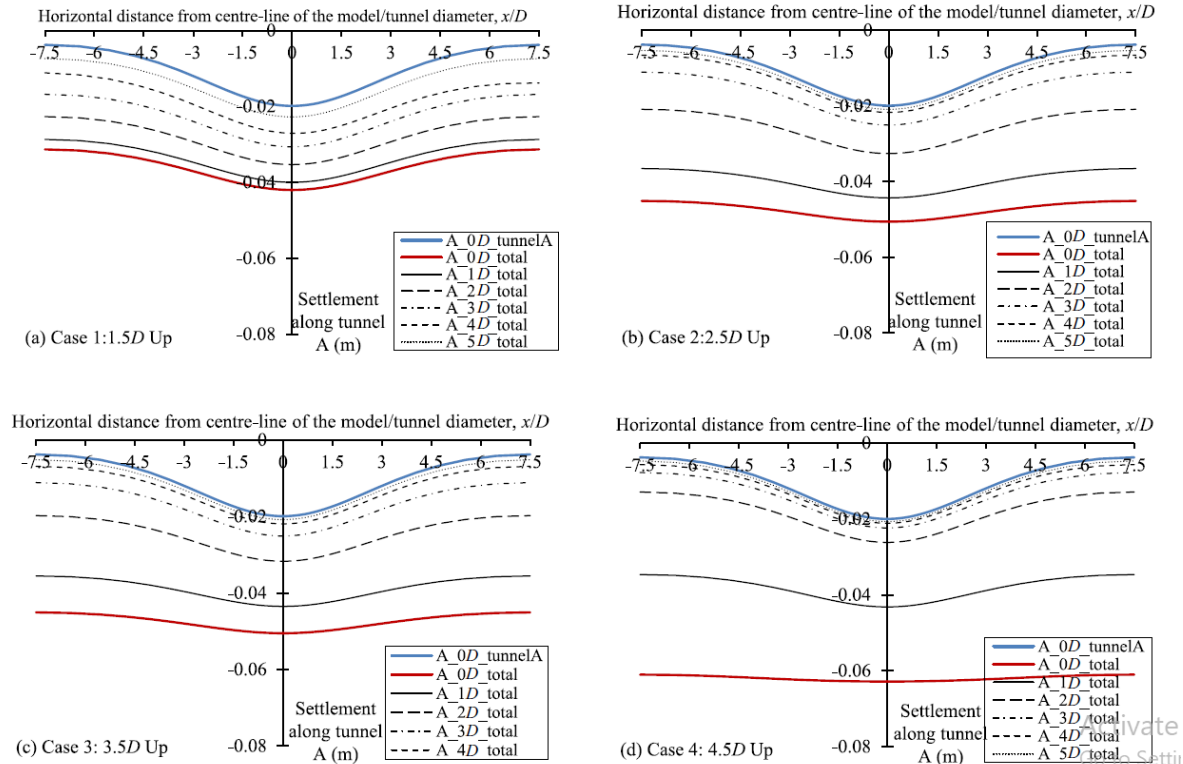 Horizontal distance from centre-line of the model/tunnel diameter, x/D
0
-7.5 -6 -4.5 -3 -1.5 0 1.5 3 4.5 6 7.5
-0.02
-0.04
-0.06
-0.08
Settlement
along tunnel
A (m)
A_0D_tunnelA
A_0D_total
A_1D_total
A_2D_total
A_3D_total
A_4D_total
A_5D_total
(a) Case 1:1.5D Up
Horizontal distance from centre-line of the model/tunnel diameter, x/D
0
-7.5 -6 -4.5 -3 -1.5 0 1.5 3 4.5 6 7.5
-0.02
-0.04
-0.06
-0.08
Settlement
along tunnel
A (m)
A_0D_tunnelA
A_0D_total
A_1D_total
A_2D_total
A_3D_total
A_4D_total
A_5D_total
(b) Case 2:2.5D Up
Horizontal distance from centre-line of the model/tunnel diameter, x/D
0
-7.5 -6 -4.5 -3 -1.5 0 1.5 3 4.5 6 7.5
-0.02
-0.04
-0.06
-0.08
Settlement
along tunnel
A (m)
A_0D_tunnelA
A_0D_total
A_1D_total
A_2D_total
A_3D_total
A_4D_total
(c) Case 3: 3.5D Up
Horizontal distance from centre-line of the model/tunnel diameter, x/D
0
-7.5 -6 -4.5 -3 -1.5 0 1.5 3 4.5 6 7.5
-0.02
-0.04
-0.06
-0.08
Settlement
along tunnel
A (m)
A_0D_tunnelA
A_0D_total
A_1D_total
A_2D_total
A_3D_total
A_4D_total
A_5D_total
(d) Case 4: 4.5D Up
Activate